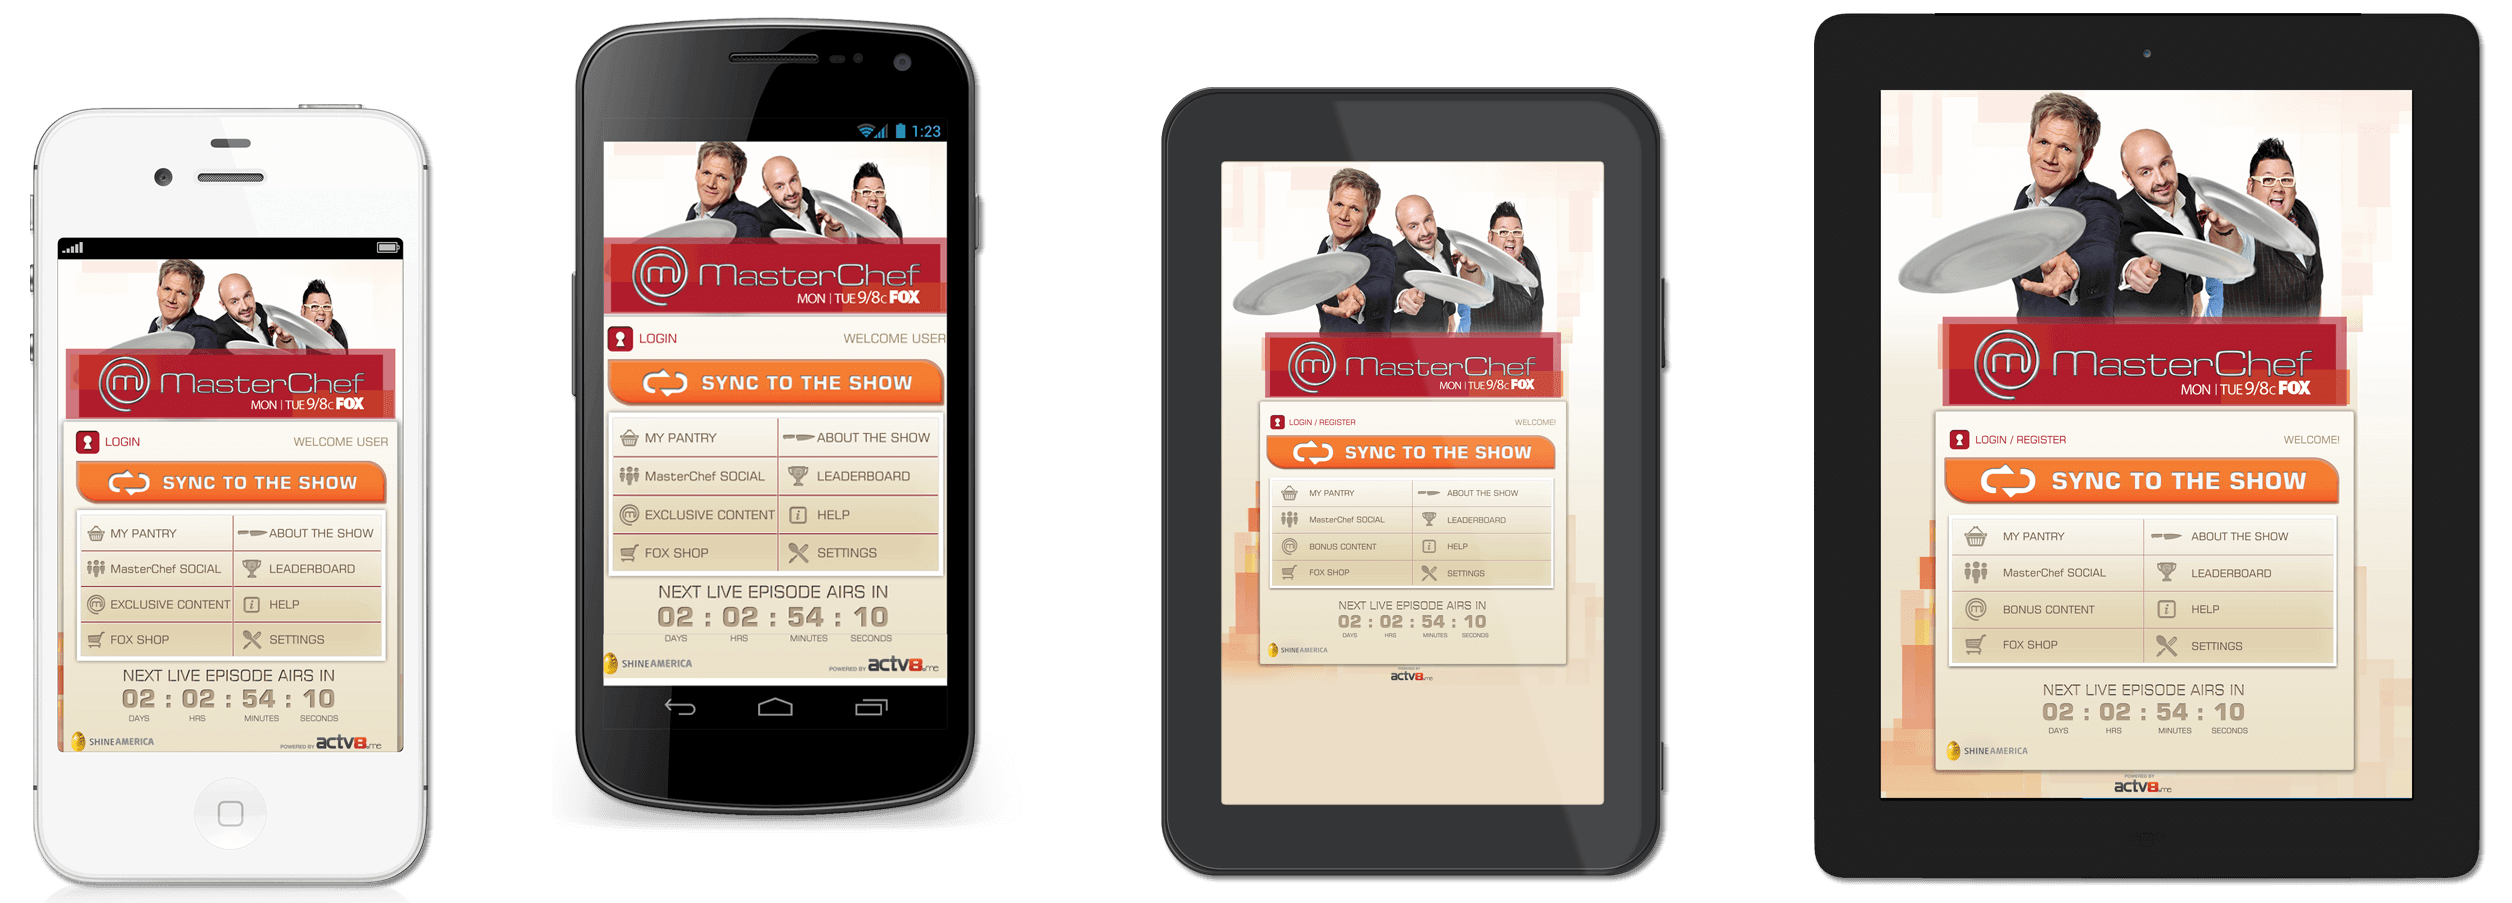 MasterChef
MON | TUE 9/8c FOX
LOGIN WELCOME USER
SYNC TO THE SHOW
MY PANTRY ABOUT THE SHOW
MasterChef SOCIAL LEADERBOARD
EXCLUSIVE CONTENT HELP
FOX SHOP SETTINGS
NEXT LIVE EPISODE AIRS IN
02 : 02 : 54 : 10
DAYS HRS MINUTES SECONDS
SHINEAMERICA POWERED BY actv8.me
1:23
MasterChef
MON | TUE 9/8c FOX
LOGIN WELCOME USER
SYNC TO THE SHOW
MY PANTRY ABOUT THE SHOW
MasterChef SOCIAL LEADERBOARD
EXCLUSIVE CONTENT HELP
FOX SHOP SETTINGS
NEXT LIVE EPISODE AIRS IN
02 : 02 : 54 : 10
DAYS HRS MINUTES SECONDS
SHINEAMERICA POWERED BY actv8.me
MasterChef
MON | TUE 9/8c FOX
LOGIN / REGISTER WELCOME!
SYNC TO THE SHOW
MY PANTRY ABOUT THE SHOW
MasterChef SOCIAL LEADERBOARD
BONUS CONTENT HELP
FOX SHOP SETTINGS
NEXT LIVE EPISODE AIRS IN
02 : 02 : 54 : 10
DAYS HRS MINUTES SECONDS
SHINEAMERICA
POWERED BY
actv8.me
MasterChef
MON | TUE 9/8c FOX
LOGIN / REGISTER WELCOME!
SYNC TO THE SHOW
MY PANTRY ABOUT THE SHOW
MasterChef SOCIAL LEADERBOARD
BONUS CONTENT HELP
FOX SHOP SETTINGS
NEXT LIVE EPISODE AIRS IN
02 : 02 : 54 : 10
DAYS HRS MINUTES SECONDS
SHINEAMERICA
POWERED BY
actv8.me